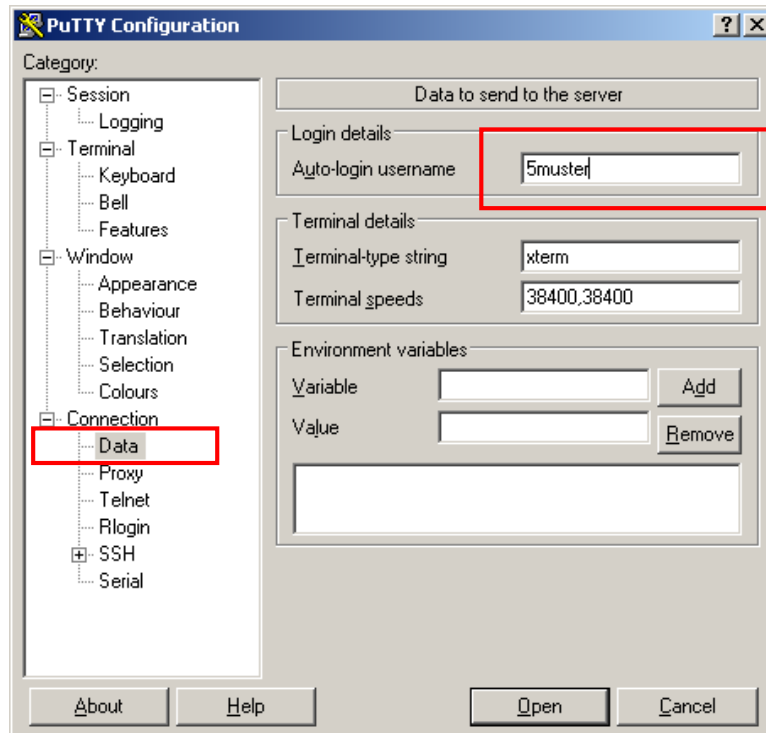 PuTTY Configuration
Category:
Session
Logging
Terminal
Keyboard
Bell
Features
Window
Appearance
Behaviour
Translation
Selection
Colours
Connection
Data
Proxy
Telnet
Rlogin
SSH
Serial
Data to send to the server
Login details
Auto-login username 5muster
Terminal details
Terminal-type string xterm
Terminal speeds 38400,38400
Environment variables
Variable Add
Value Remove
About Help Open Cancel